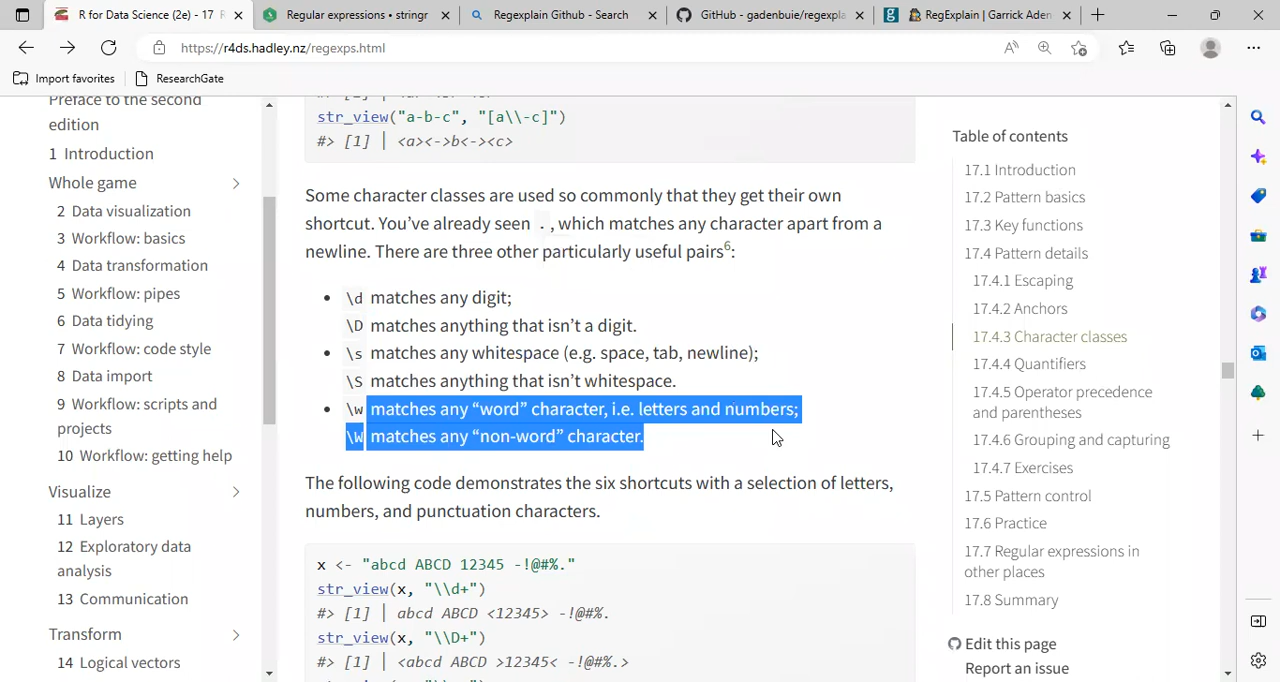 R for Data Science (2e) - 17 R
Regular expressions • stringr
Regexplain Github - Search
GitHub - gadenbuie/regexpla
RegExplain | Garrick Aden
https://r4ds.hadley.nz/regexps.html
Import favorites
ResearchGate
Preface to the second
edition
1 Introduction
Whole game
2 Data visualization
3 Workflow: basics
4 Data transformation
5 Workflow: pipes
6 Data tidying
7 Workflow: code style
8 Data import
9 Workflow: scripts and
projects
10 Workflow: getting help
Visualize
11 Layers
12 Exploratory data
analysis
13 Communication
Transform
14 Logical vectors
str_view("a-b-c", "[a\\-c]")
#> [1] │ <a><->b<-><c>
Some character classes are used so commonly that they get their own
shortcut. You’ve already seen ., which matches any character apart from a
newline. There are three other particularly useful pairs6:
• \d matches any digit;
\D matches anything that isn’t a digit.
• \s matches any whitespace (e.g. space, tab, newline);
\S matches anything that isn’t whitespace.
• \w matches any “word” character, i.e. letters and numbers;
\W matches any “non-word” character.
The following code demonstrates the six shortcuts with a selection of letters,
numbers, and punctuation characters.
x <- "abcd ABCD 12345 -!@#%."
str_view(x, "\\d+")
#> [1] │ abcd ABCD <12345> -!@#%.
str_view(x, "\\D+")
#> [1] │ <abcd ABCD >12345< -!@#%.>
Table of contents
17.1 Introduction
17.2 Pattern basics
17.3 Key functions
17.4 Pattern details
17.4.1 Escaping
17.4.2 Anchors
17.4.3 Character classes
17.4.4 Quantifiers
17.4.5 Operator precedence
and parentheses
17.4.6 Grouping and capturing
17.4.7 Exercises
17.5 Pattern control
17.6 Practice
17.7 Regular expressions in
other places
17.8 Summary
Edit this page
Report an issue